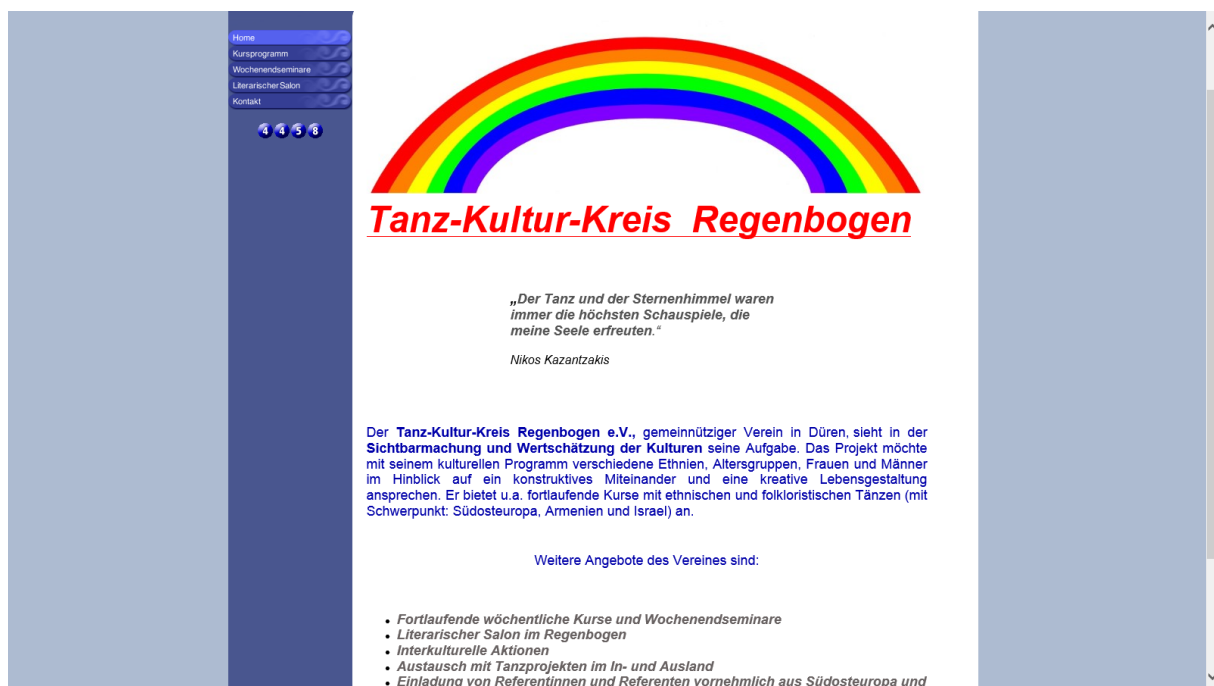 Home
Kursprogramm
Wochenendseminare
Literarischer Salon
Kontakt
4 4 5 8
Tanz-Kultur-Kreis Regenbogen
„Der Tanz und der Sternenhimmel waren
immer die höchsten Schauspiele, die
meine Seele erfreuten.“
Nikos Kazantzakis
Der Tanz-Kultur-Kreis Regenbogen e.V., gemeinnütziger Verein in Düren, sieht in der
Sichtbarmachung und Wertschätzung der Kulturen seine Aufgabe. Das Projekt möchte
mit seinem kulturellen Programm verschiedene Ethnien, Altersgruppen, Frauen und Männer
im Hinblick auf ein konstruktives Miteinander und eine kreative Lebensgestaltung
ansprechen. Er bietet u.a. fortlaufende Kurse mit ethnischen und folkloristischen Tänzen (mit
Schwerpunkt: Südosteuropa, Armenien und Israel) an.
Weitere Angebote des Vereines sind:
• Fortlaufende wöchentliche Kurse und Wochenendseminare
• Literarischer Salon im Regenbogen
• Interkulturelle Aktionen
• Austausch mit Tanzprojekten im In- und Ausland
• Einladung von Referentinnen und Referenten vornehmlich aus Südosteuropa und